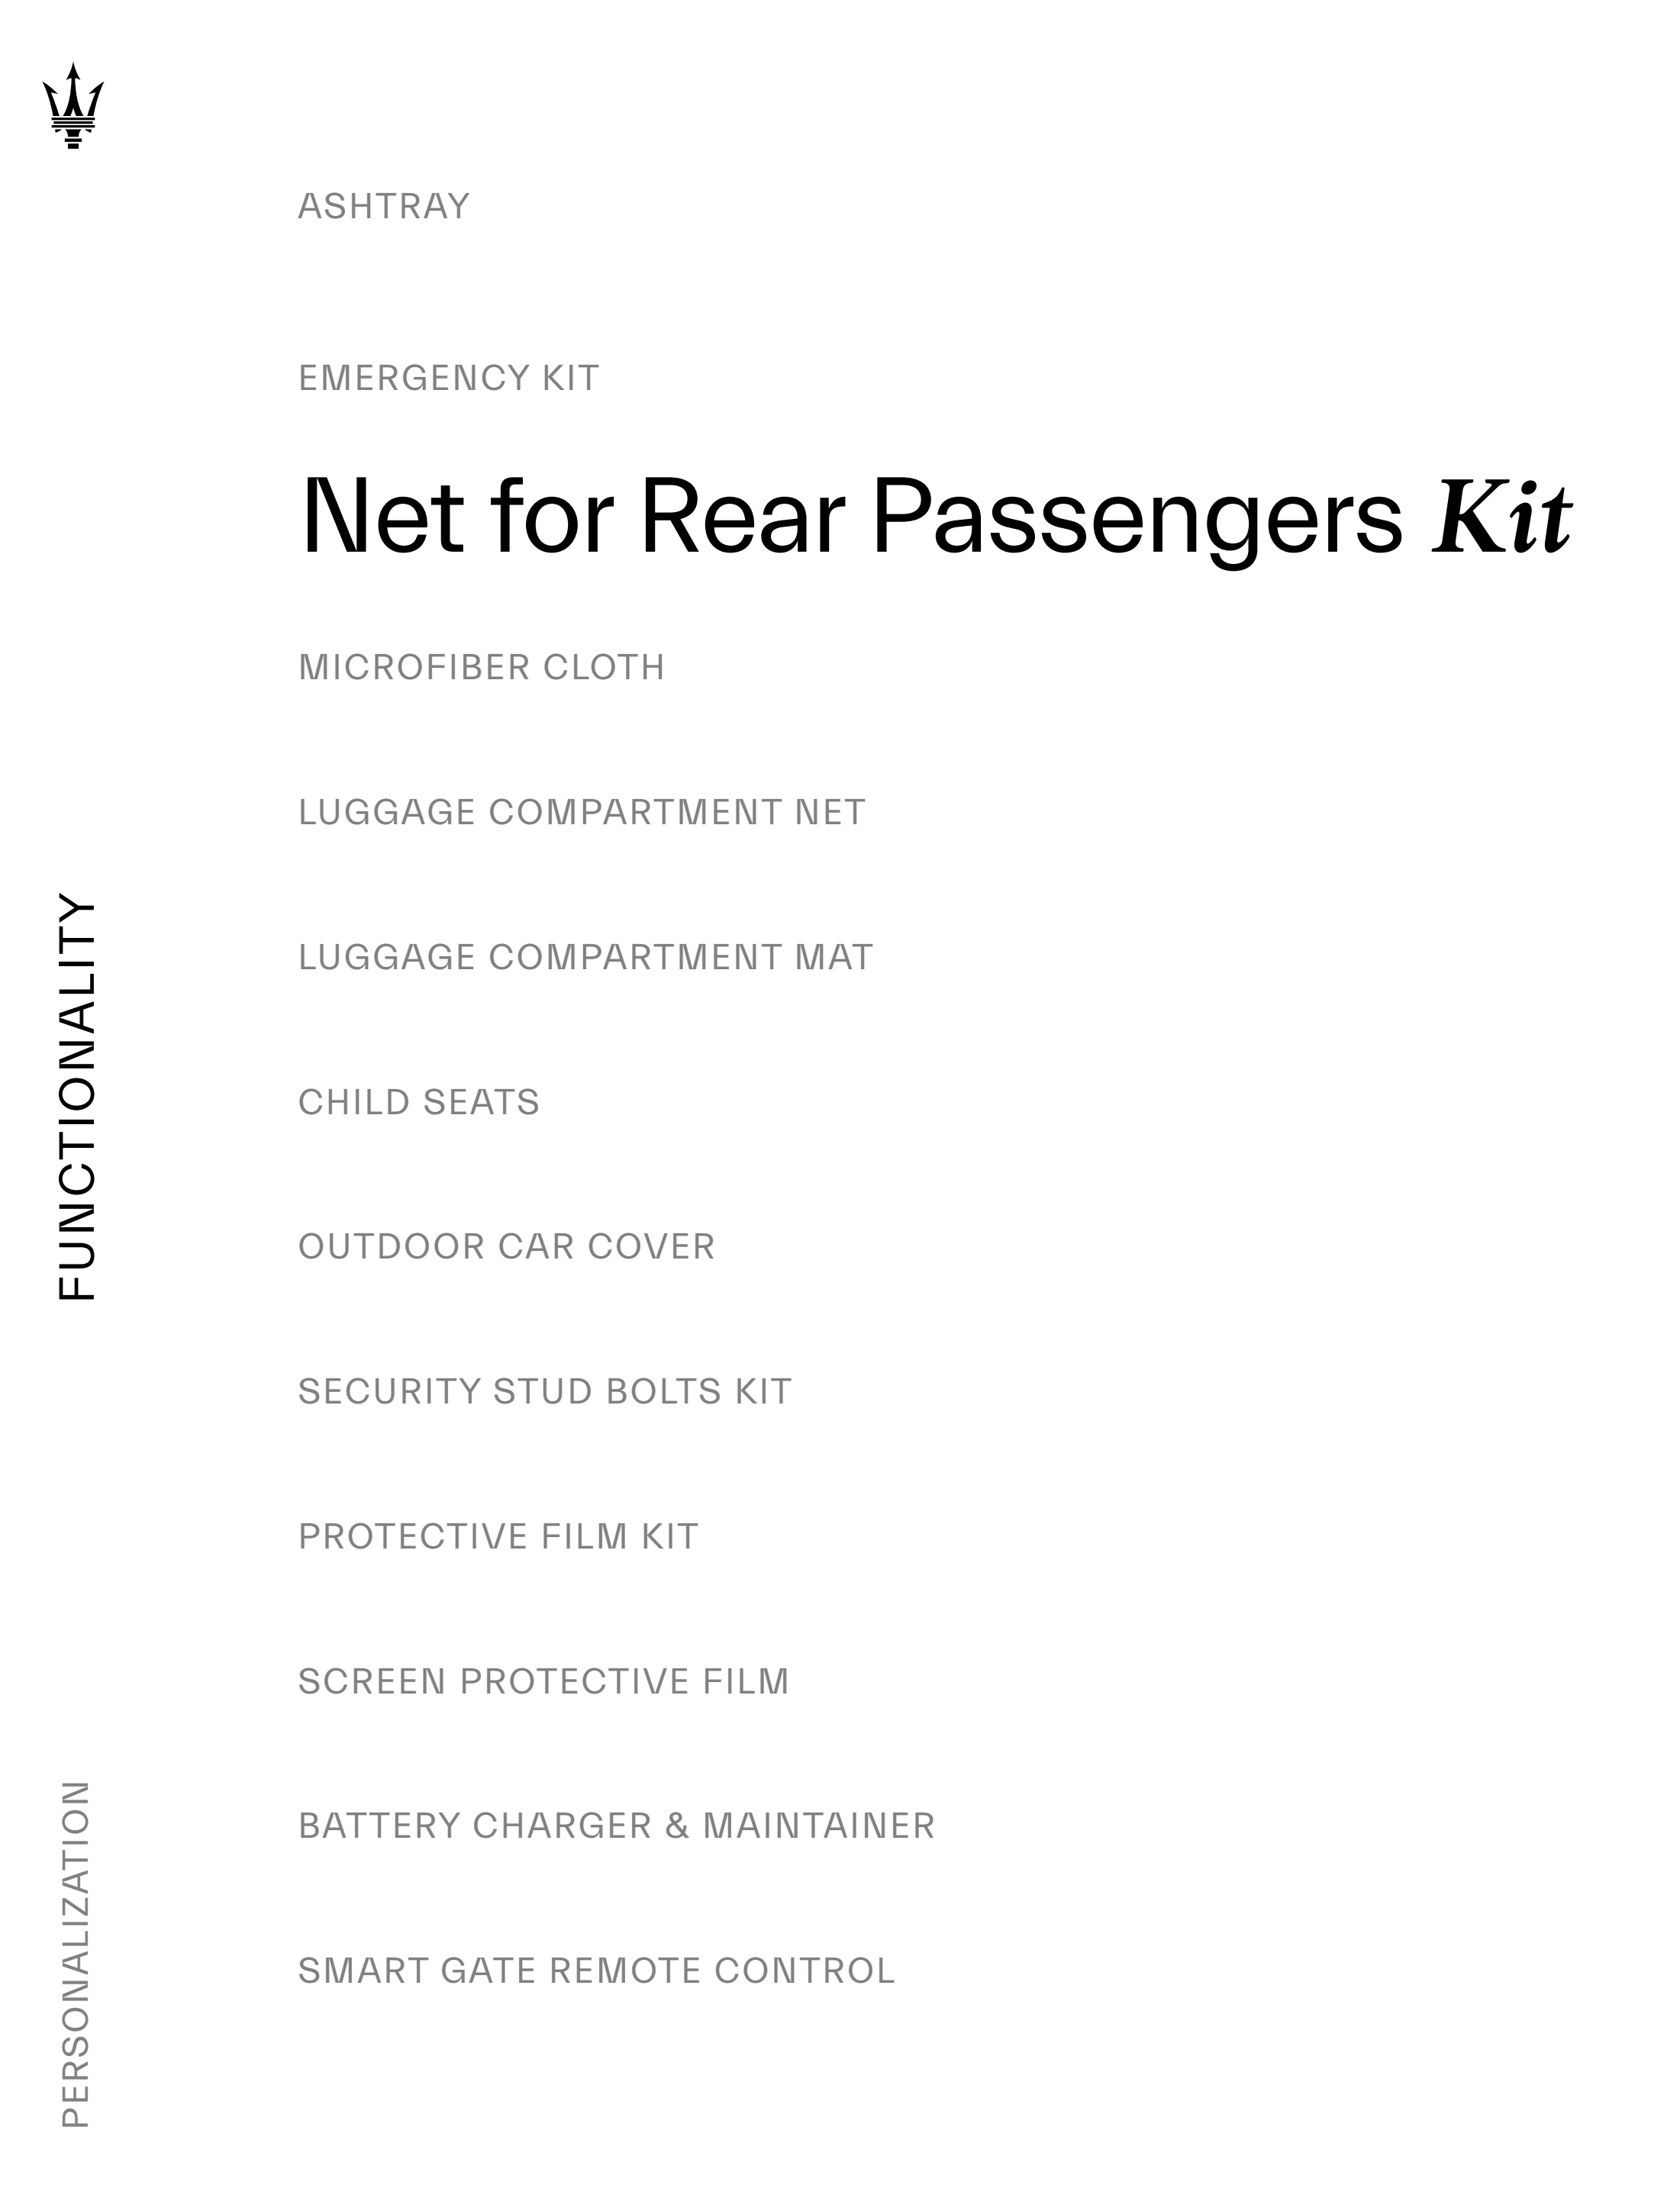 ASHTRAY
EMERGENCY KIT
Net for Rear Passengers Kit
MICROFIBER CLOTH
LUGGAGE COMPARTMENT NET
LUGGAGE COMPARTMENT MAT
CHILD SEATS
OUTDOOR CAR COVER
SECURITY STUD BOLTS KIT
PROTECTIVE FILM KIT
SCREEN PROTECTIVE FILM
BATTERY CHARGER & MAINTAINER
SMART GATE REMOTE CONTROL
FUNCTIONALITY
PERSONALIZATION